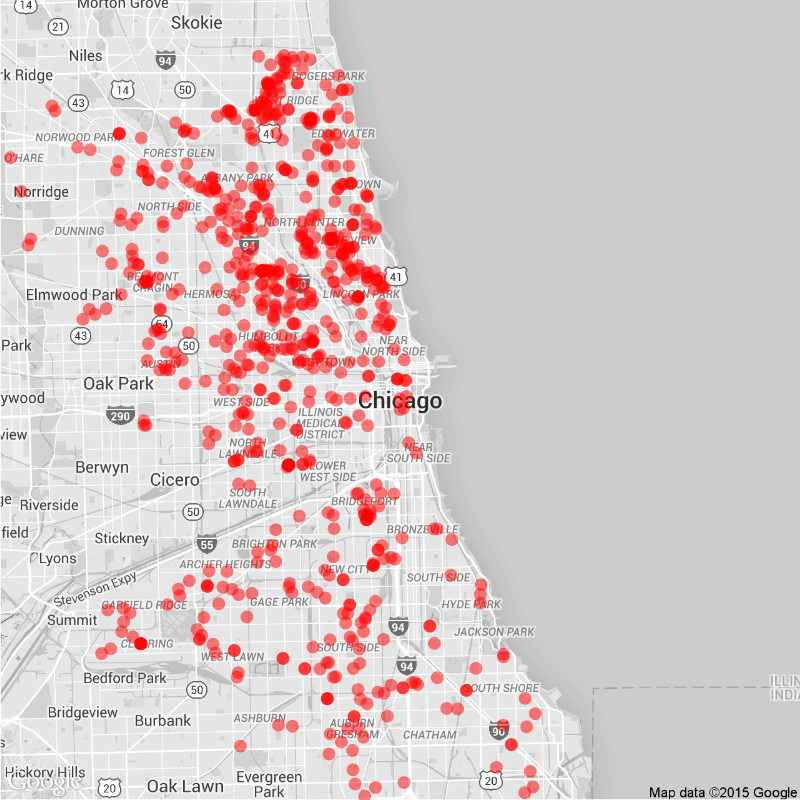 Morton Grove
14
21
Skokie
Niles
94
rk Ridge
ROGERS PARK
14
50
43
WEST RIDGE
NORWOOD PARK
41
EDGEWATER
O'HARE
FOREST GLEN
ALBANY PARK
Norridge
NORTH SIDE
NORTH CENTER
DUNNING
94
LAKE VIEW
BELMONT
CRAGIN
41
Elmwood Park
HERMOSA
LINCOLN PARK
64
43
50
HUMBOLDT
PARK
NEAR
NORTH SIDE
Park
AUSTIN
WEST TOWN
Oak Park
ywood
WEST SIDE
Chicago
290
ILLINOIS
MEDICAL
DISTRICT
view
NORTH
LAWNDALE
NEAR
SOUTH SIDE
Berwyn
LOWER
WEST SIDE
Cicero
SOUTH
LAWNDALE
ge
Riverside
50
BRIDGEPORT
field
Stickney
55
BRONZEVILLE
BRIGHTON PARK
Lyons
ARCHER HEIGHTS
NEW CITY
SOUTH SIDE
Stevenson Expy
GARFIELD RIDGE
GAGE PARK
HYDE PARK
Summit
94
JACKSON PARK
CLEARING
SOUTH SIDE
WEST LAWN
94
Bedford Park
50
SOUTH SHORE
ILLIN
INDIA
Bridgeview
Burbank
ASHBURN
AUBURN
GRESHAM
90
CHATHAM
Hickory Hills
Google
20
Oak Lawn
Evergreen
Park
20
Map data ©2015 Google